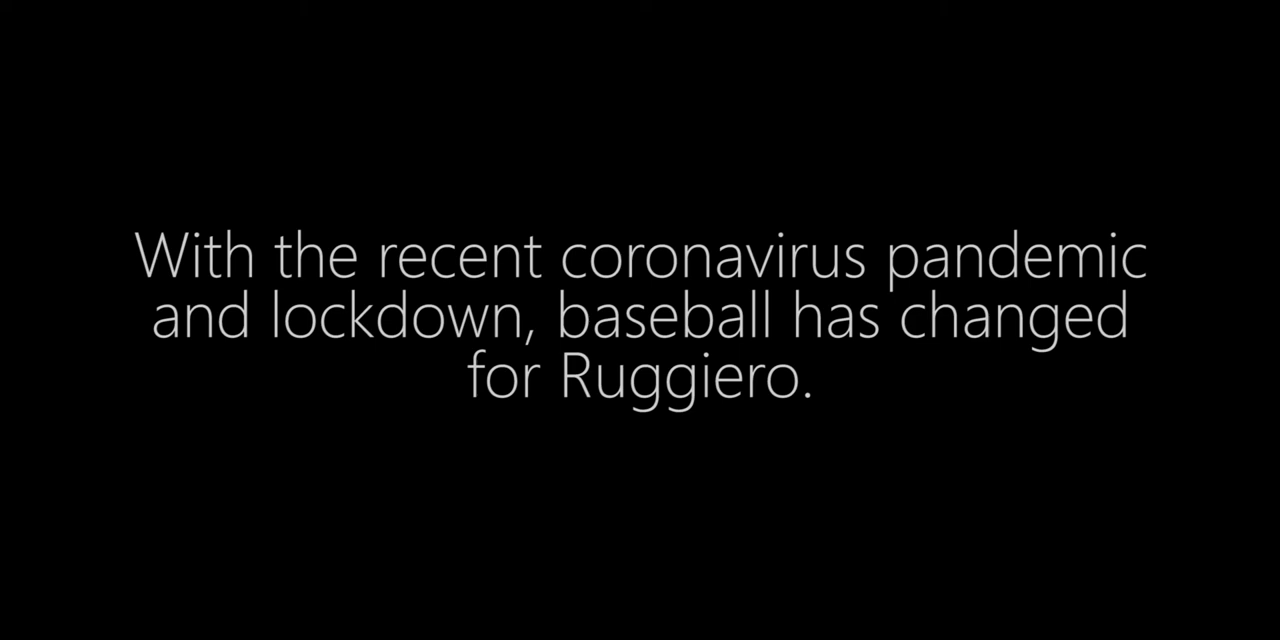 With the recent coronavirus pandemic
and lockdown, baseball has changed
for Ruggiero.